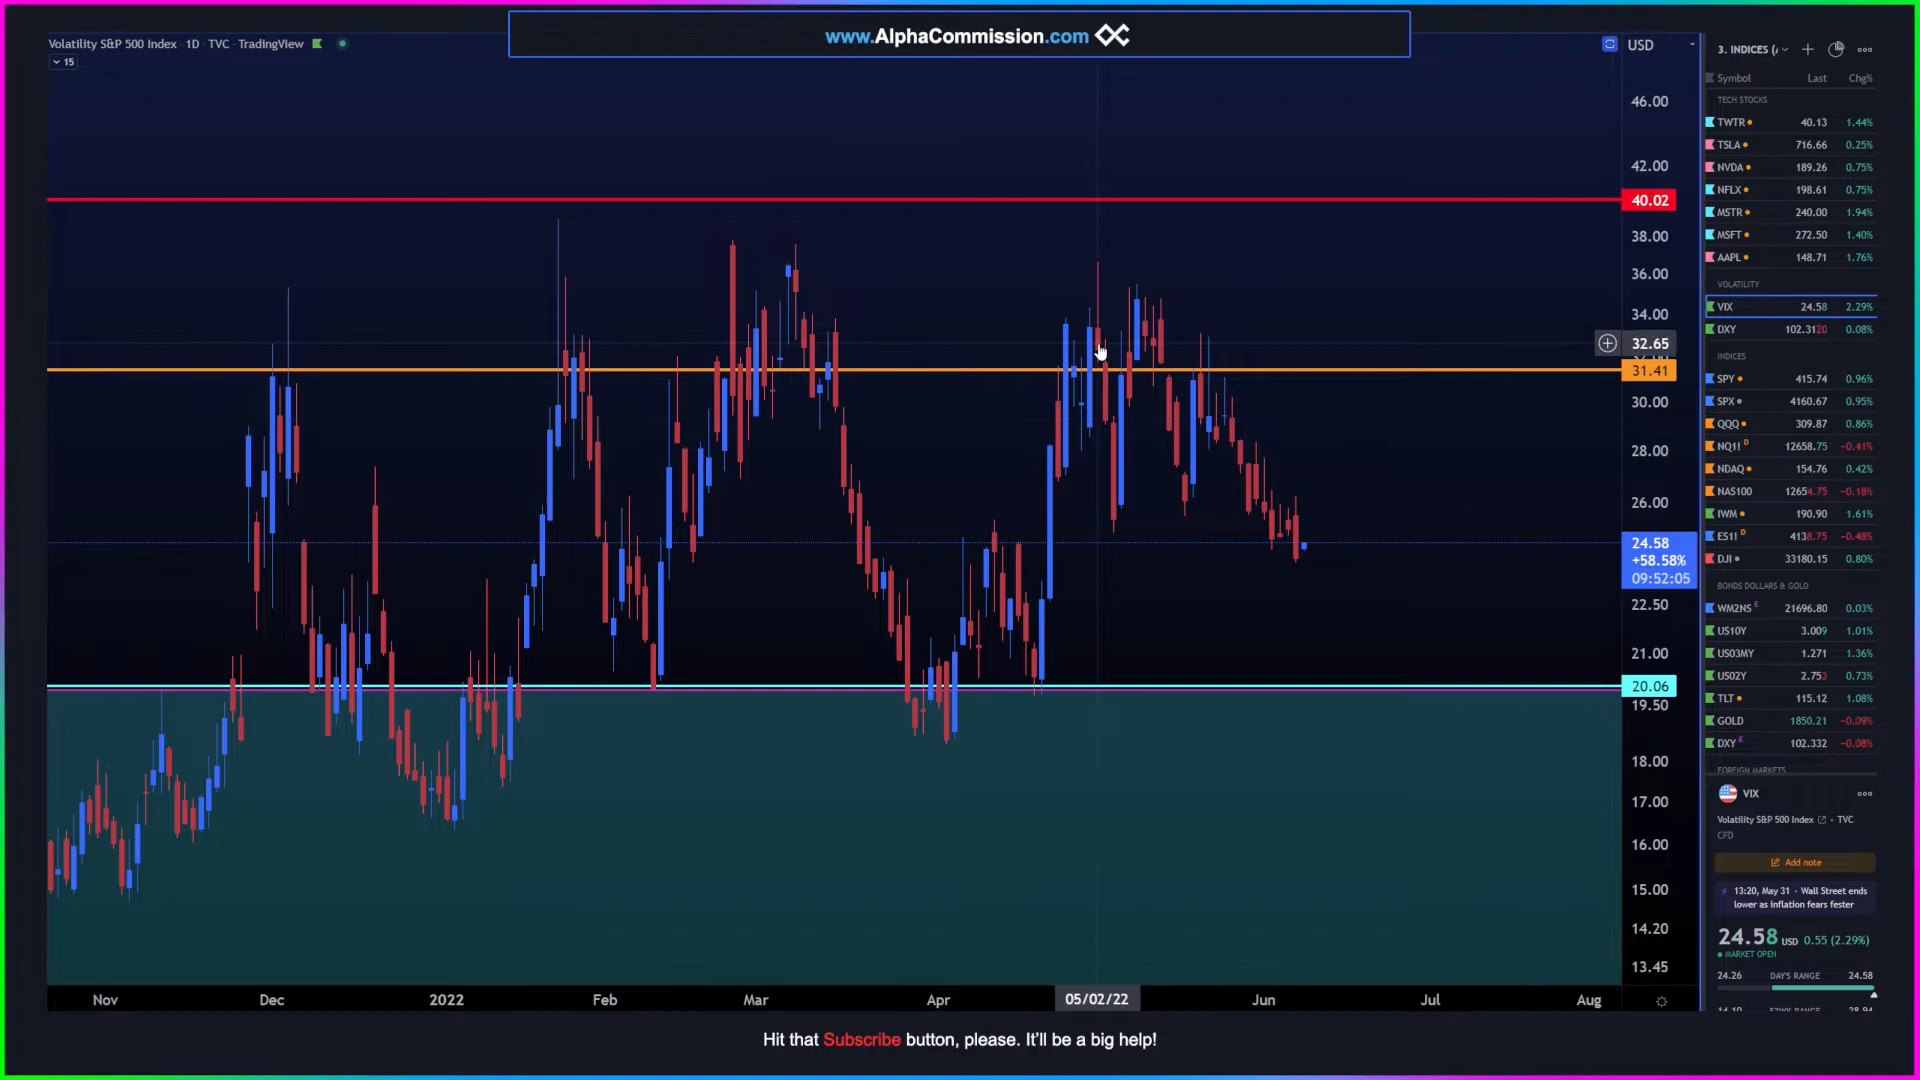 www.AlphaCommission.com
Volatility S&P 500 Index · 1D · TVC · TradingView
15
USD
46.00
42.00
40.02
38.00
36.00
34.00
32.65
31.41
30.00
28.00
26.00
24.58
+58.58%
09:52:05
22.50
21.00
20.06
19.50
18.00
17.00
16.00
15.00
14.20
13.45
Nov Dec 2022 Feb Mar Apr 05/02/22 Jun Jul Aug
3. INDICES (
Symbol Last Chg%
TECH STOCKS
TWTR 40.13 1.44%
TSLA 716.66 0.25%
NVDA 189.26 0.75%
NFLX 198.61 0.75%
MSTR 240.00 1.94%
MSFT 272.50 1.40%
AAPL 148.71 1.76%
VOLATILITY
VIX 24.58 2.29%
DXY 102.3120 0.08%
INDICES
SPY 415.74 0.96%
SPX 4160.67 0.95%
QQQ 309.87 0.86%
NQ1! D 12658.75 −0.41%
NDAQ 154.76 0.42%
NAS100 12654.75 −0.18%
IWM 190.90 1.61%
ES1! D 4138.75 −0.48%
DJI 33180.15 0.80%
BONDS DOLLARS & GOLD
WM2NS E 21696.80 0.03%
US10Y 3.009 1.01%
US03MY 1.271 1.36%
US02Y 2.753 0.73%
TLT 115.12 1.08%
GOLD 1850.21 −0.09%
DXY E 102.332 −0.08%
FOREIGN MARKETS
VIX
Volatility S&P 500 Index · TVC
CFD
Add note
13:20, May 31 · Wall Street ends
lower as inflation fears fester
24.58 USD 0.55 (2.29%)
MARKET OPEN
24.26 DAY'S RANGE 24.58
Hit that Subscribe button, please. It'll be a big help!